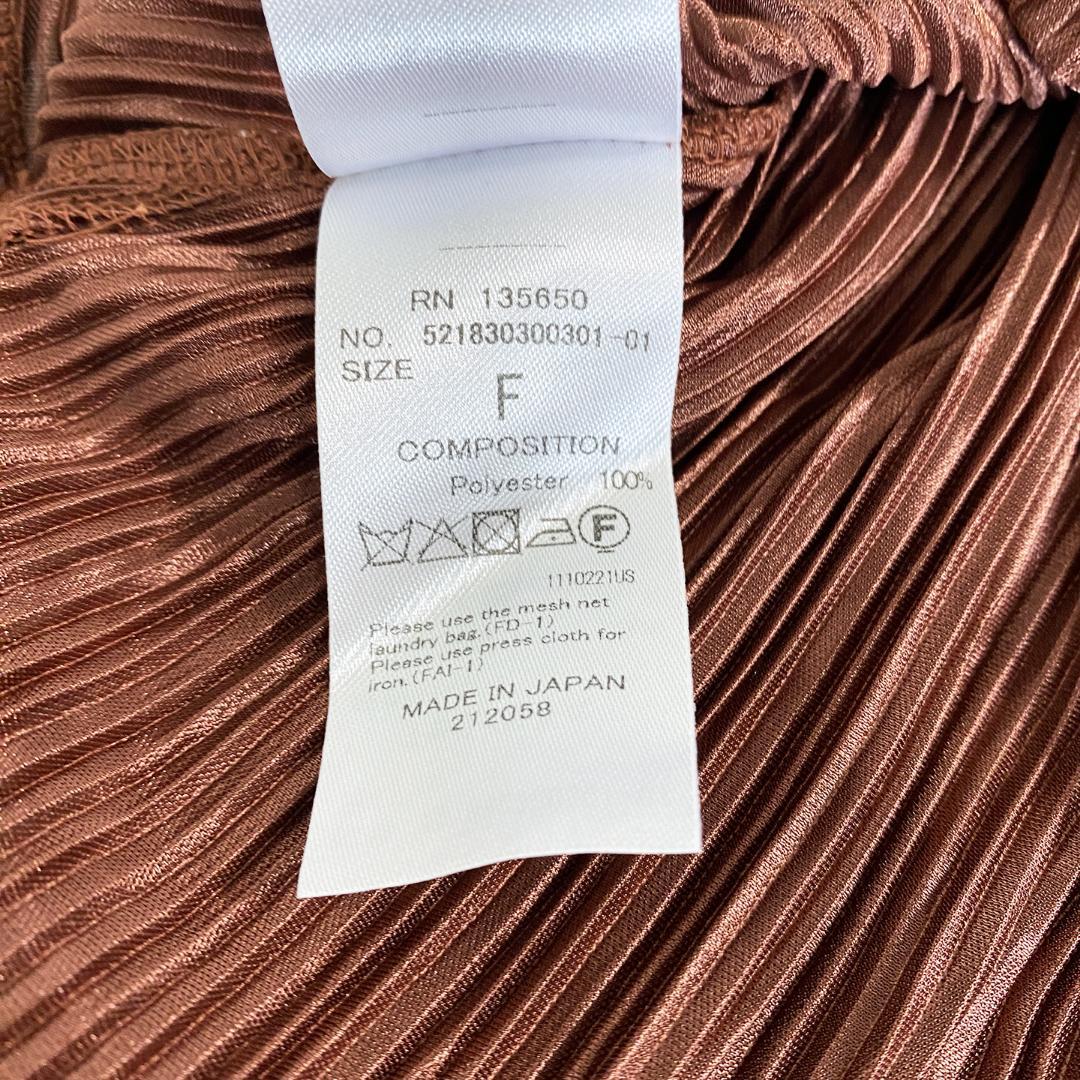 RN 135650
NO. 521830300301-01
SIZE
F
COMPOSITION
Polyester 100%
F
1110221US
Please use the mesh net
laundry bag.(FD-1)
Please use press cloth for
iron.(FAI-1)
MADE IN JAPAN
212058